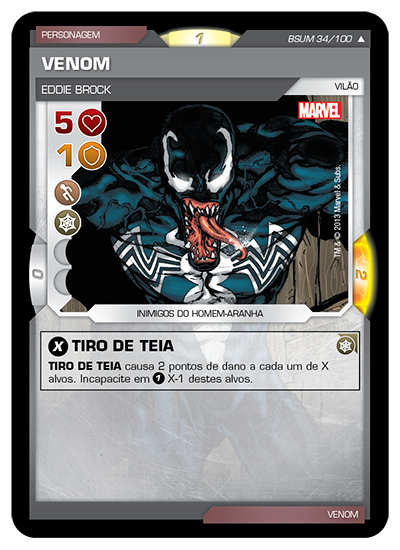 PERSONAGEM
1
BSUM 34/100 ▲
VENOM
EDDIE BROCK
VILÃO
5
MARVEL
1
TM & © 2013 Marvel & Subs.
0
2
INIMIGOS DO HOMEM-ARANHA
X TIRO DE TEIA
TIRO DE TEIA causa 2 pontos de dano a cada um de X
alvos. Incapacite em 1 X-1 destes alvos.
VENOM